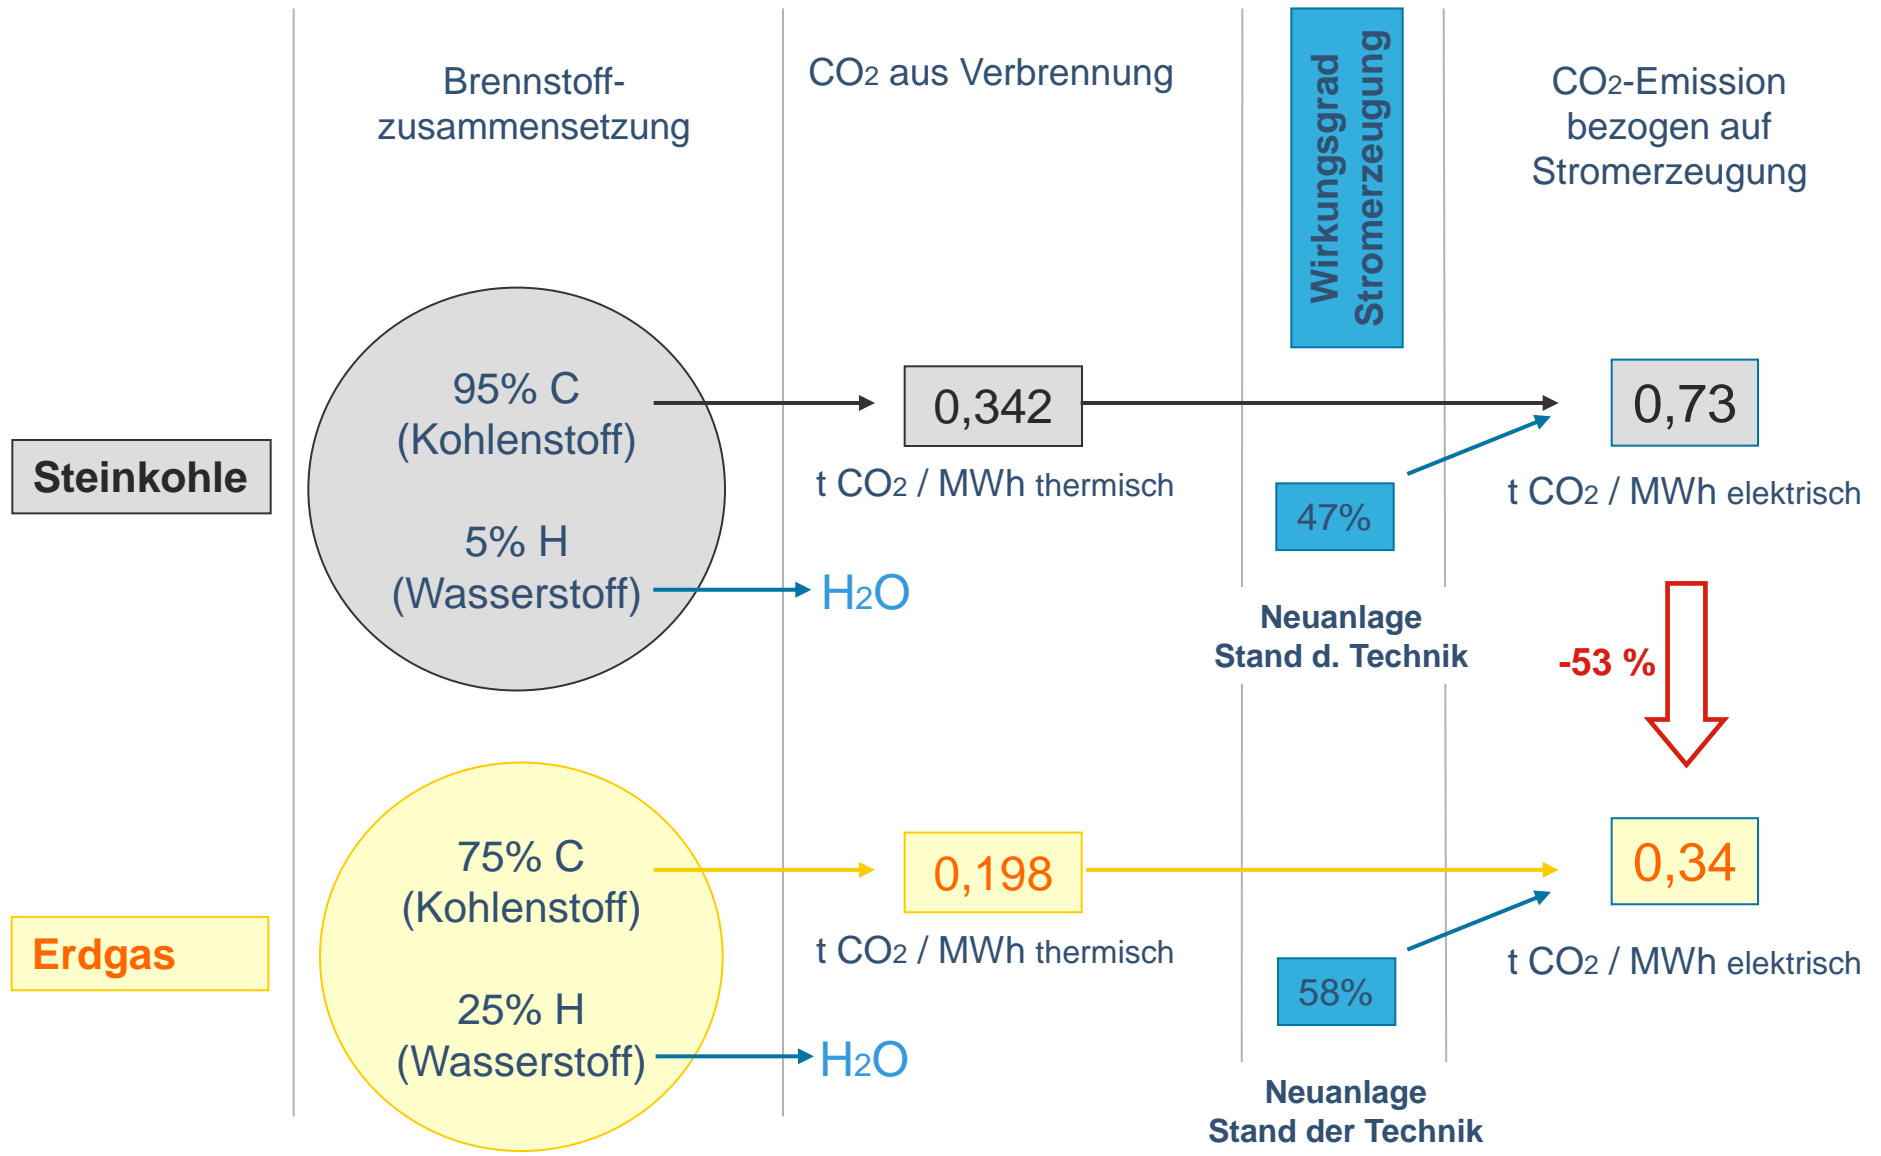 Brennstoff-
zusammensetzung
CO2 aus Verbrennung
Wirkungsgrad
Stromerzeugung
CO2-Emission
bezogen auf
Stromerzeugung
Steinkohle
95% C
(Kohlenstoff)
5% H
(Wasserstoff)
0,342
t CO2 / MWh thermisch
H2O
47%
Neuanlage
Stand d. Technik
0,73
t CO2 / MWh elektrisch
-53 %
Erdgas
75% C
(Kohlenstoff)
25% H
(Wasserstoff)
0,198
t CO2 / MWh thermisch
H2O
58%
Neuanlage
Stand der Technik
0,34
t CO2 / MWh elektrisch